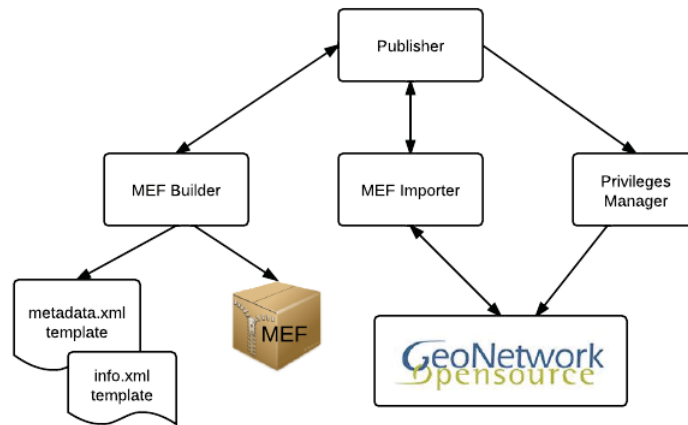 Publisher
MEF Builder
MEF Importer
Privileges
Manager
metadata.xml
template
MEF
info.xml
template
GeoNetwork
Opensource